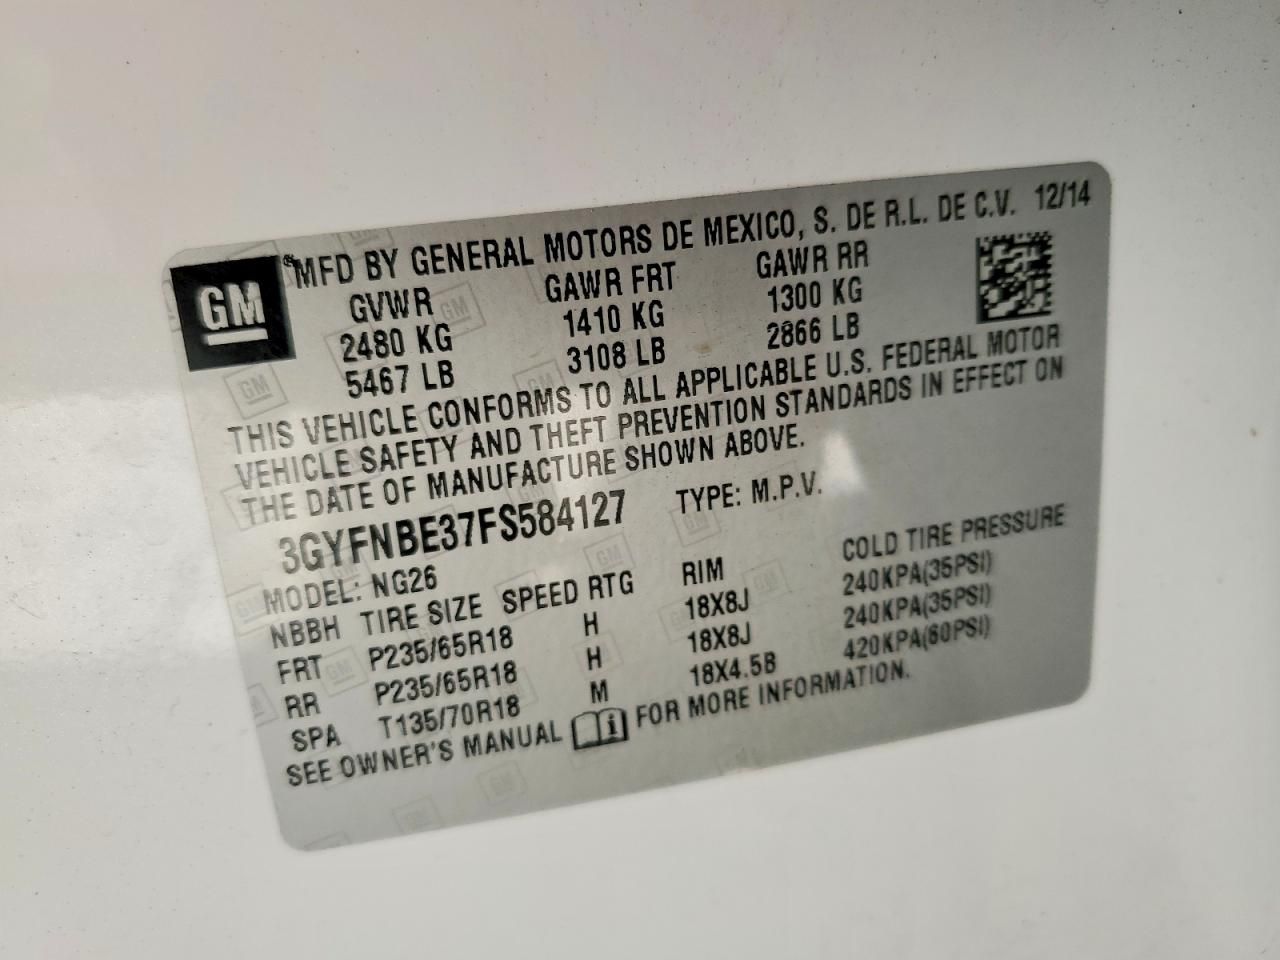 GM
®MFD BY GENERAL MOTORS DE MEXICO, S. DE R.L. DE C.V. 12/14
GVWR GAWR FRT GAWR RR
2480 KG 1410 KG 1300 KG
5467 LB 3108 LB 2866 LB
THIS VEHICLE CONFORMS TO ALL APPLICABLE U.S. FEDERAL MOTOR
VEHICLE SAFETY AND THEFT PREVENTION STANDARDS IN EFFECT ON
THE DATE OF MANUFACTURE SHOWN ABOVE.
3GYFNBE37FS584127 TYPE: M.P.V.
MODEL: NG26
NBBH TIRE SIZE SPEED RTG RIM COLD TIRE PRESSURE
FRT P235/65R18 H 18X8J 240KPA(35PSI)
RR P235/65R18 H 18X8J 240KPA(35PSI)
SPA T135/70R18 M 18X4.5B 420KPA(60PSI)
SEE OWNER'S MANUAL i FOR MORE INFORMATION.